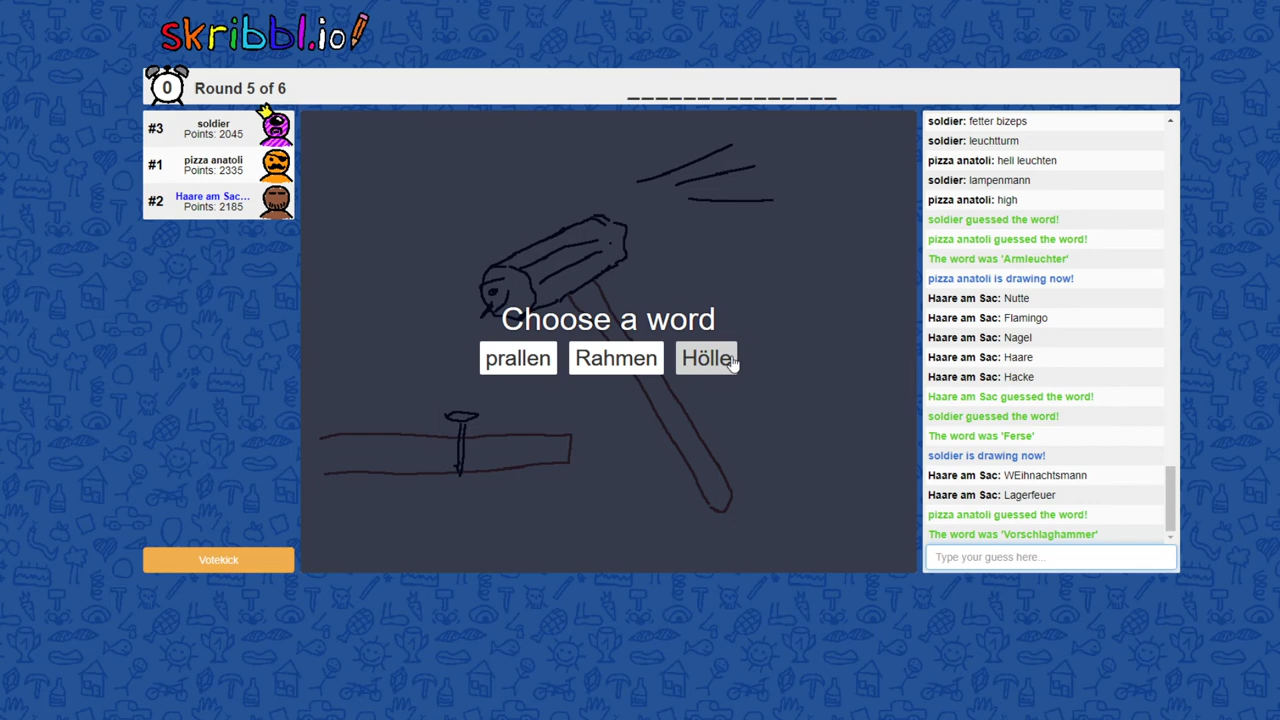 skribbl.io
0
Round 5 of 6
_______________
#3
soldier
Points: 2045
#1
pizza anatoli
Points: 2335
#2
Haare am Sac...
Points: 2185
Votekick
Choose a word
prallen
Rahmen
Hölle
soldier: fetter bizeps
soldier: leuchtturm
pizza anatoli: hell leuchten
soldier: lampenmann
pizza anatoli: high
soldier guessed the word!
pizza anatoli guessed the word!
The word was 'Armleuchter'
pizza anatoli is drawing now!
Haare am Sac: Nutte
Haare am Sac: Flamingo
Haare am Sac: Nagel
Haare am Sac: Haare
Haare am Sac: Hacke
Haare am Sac guessed the word!
soldier guessed the word!
The word was 'Ferse'
soldier is drawing now!
Haare am Sac: WEihnachtsmann
Haare am Sac: Lagerfeuer
pizza anatoli guessed the word!
The word was 'Vorschlaghammer'
Type your guess here...